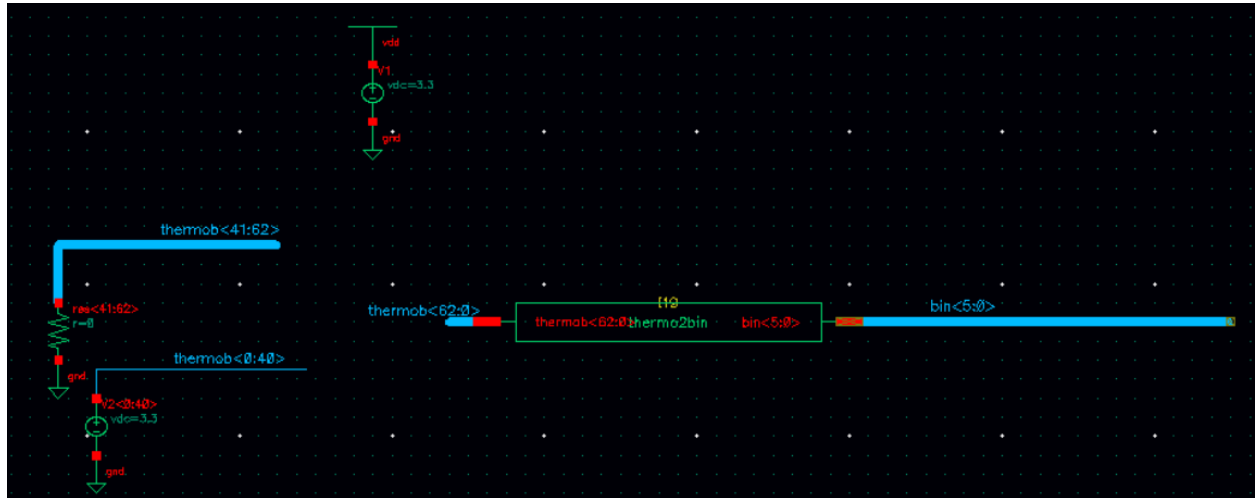 vdd
V1
vdc=3.3
gnd
thermob<41:62>
res<41:62>
r=0
gnd
thermob<0:40>
V2<0:40>
vdc=3.3
gnd
thermob<62:0>
thermob<62:0>
thermo2bin
bin<5:0>
bin<5:0>